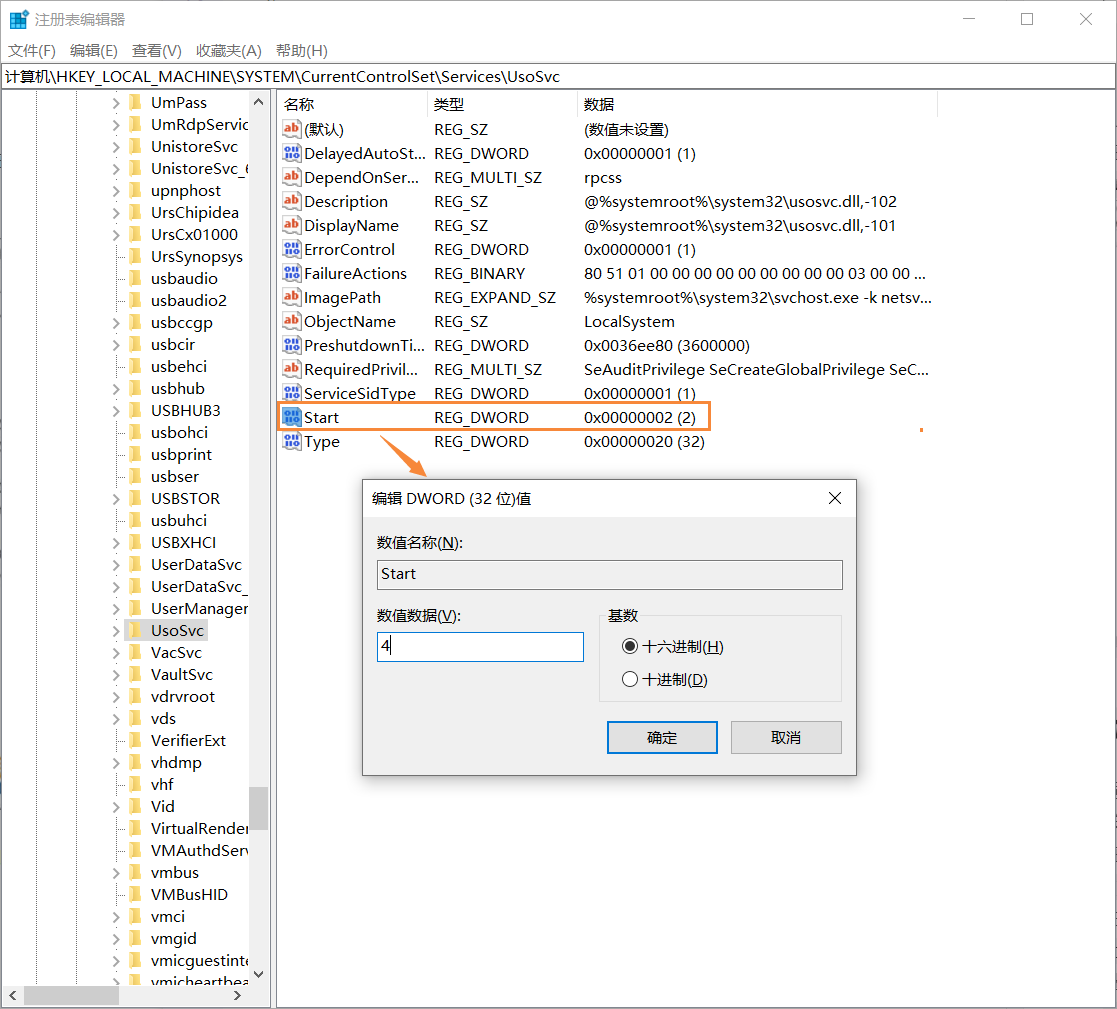 注册表编辑器
文件(F) 编辑(E) 查看(V) 收藏夹(A) 帮助(H)
计算机\HKEY_LOCAL_MACHINE\SYSTEM\CurrentControlSet\Services\UsoSvc
UmPass
UmRdpServic
UnistoreSvc
UnistoreSvc_6
upnphost
UrsChipidea
UrsCx01000
UrsSynopsys
usbaudio
usbaudio2
usbccgp
usbcir
usbehci
usbhub
USBHUB3
usbohci
usbprint
usbser
USBSTOR
usbuhci
USBXHCI
UserDataSvc
UserDataSvc_
UserManager
UsoSvc
VacSvc
VaultSvc
vdrvroot
vds
VerifierExt
vhdmp
vhf
Vid
VirtualRender
VMAuthdServ
vmbus
VMBusHID
vmci
vmgid
vmicguestinte
vmicheartbea
名称 类型 数据
(默认) REG_SZ (数值未设置)
DelayedAutoSt... REG_DWORD 0x00000001 (1)
DependOnSer... REG_MULTI_SZ rpcss
Description REG_SZ @%systemroot%\system32\usosvc.dll,-102
DisplayName REG_SZ @%systemroot%\system32\usosvc.dll,-101
ErrorControl REG_DWORD 0x00000001 (1)
FailureActions REG_BINARY 80 51 01 00 00 00 00 00 00 00 00 00 03 00 00 ...
ImagePath REG_EXPAND_SZ %systemroot%\system32\svchost.exe -k netsv...
ObjectName REG_SZ LocalSystem
PreshutdownTi... REG_DWORD 0x0036ee80 (3600000)
RequiredPrivil... REG_MULTI_SZ SeAuditPrivilege SeCreateGlobalPrivilege SeC...
ServiceSidType REG_DWORD 0x00000001 (1)
Start REG_DWORD 0x00000002 (2)
Type REG_DWORD 0x00000020 (32)
编辑 DWORD (32 位)值
数值名称(N):
Start
数值数据(V):
4
基数
十六进制(H)
十进制(D)
确定 取消